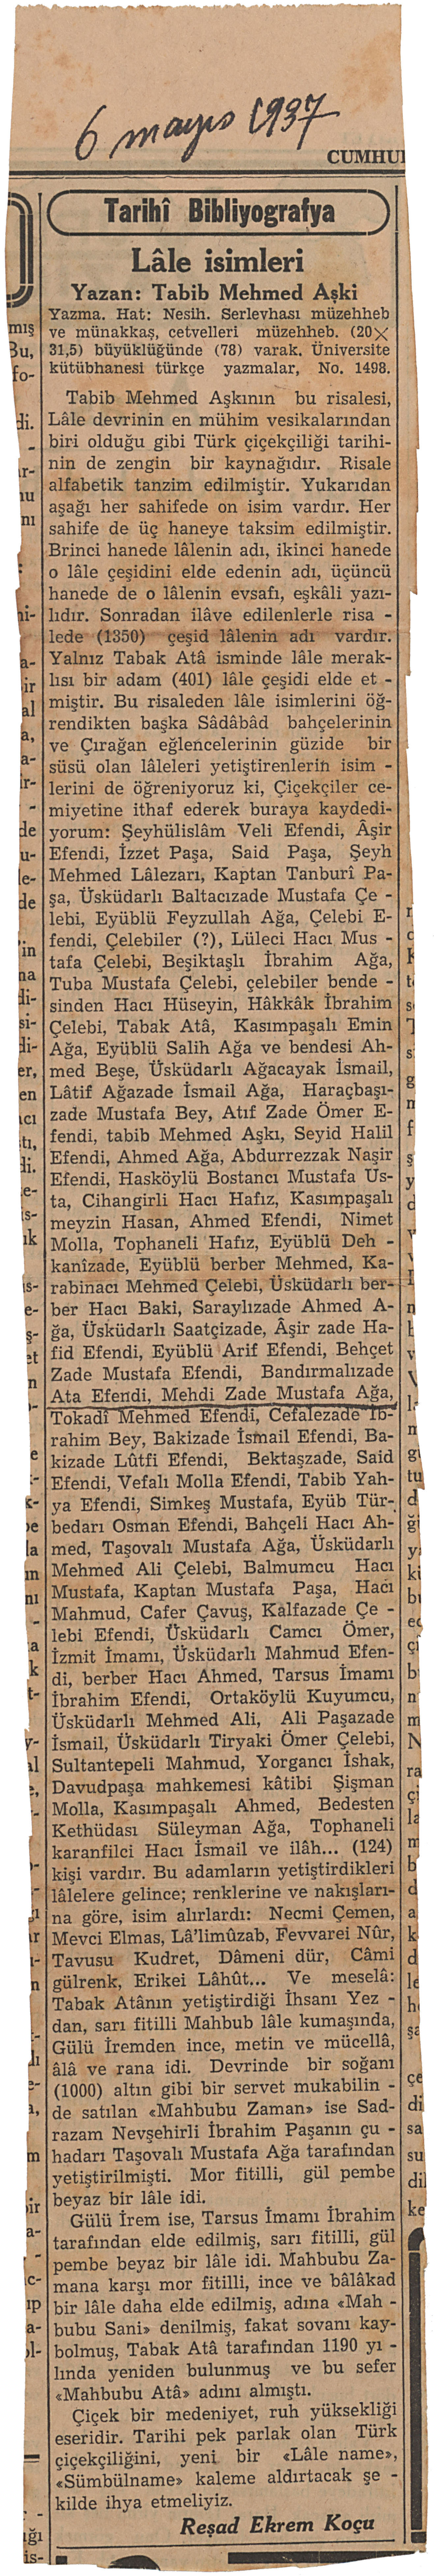 6 mayıs 1937
CUMHU
Tarihî Bibliyografya
Lâle isimleri
Yazan: Tabib Mehmed Aşki
Yazma. Hat: Nesih. Serlevhası müzehheb
ve münakkaş, cetvelleri müzehheb. (20×
31,5) büyüklüğünde (78) varak. Üniversite
kütübhanesi türkçe yazmalar, No. 1498.
Tabib Mehmed Aşkının bu risalesi,
Lâle devrinin en mühim vesikalarından
biri olduğu gibi Türk çiçekçiliği tarihi-
nin de zengin bir kaynağıdır. Risale
alfabetik tanzim edilmiştir. Yukarıdan
aşağı her sahifede on isim vardır. Her
sahife de üç haneye taksim edilmiştir.
Brinci hanede lâlenin adı, ikinci hanede
o lâle çeşidini elde edenin adı, üçüncü
hanede de o lâlenin evsafı, eşkâli yazı-
lıdır. Sonradan ilâve edilenlerle risa -
lede (1350) çeşid lâlenin adı vardır.
Yalnız Tabak Atâ isminde lâle merak-
lısı bir adam (401) lâle çeşidi elde et -
miştir. Bu risaleden lâle isimlerini öğ-
rendikten başka Sâdâbâd bahçelerinin
ve Çırağan eğlencelerinin güzide bir
süsü olan lâleleri yetiştirenlerin isim -
lerini de öğreniyoruz ki, Çiçekçiler ce-
miyetine ithaf ederek buraya kaydedi-
yorum: Şeyhülislâm Veli Efendi, Âşir
Efendi, İzzet Paşa, Said Paşa, Şeyh
Mehmed Lâlezarı, Kaptan Tanburî Pa-
şa, Üsküdarlı Baltacızade Mustafa Çe -
lebi, Eyüblü Feyzullah Ağa, Çelebi E-
fendi, Çelebiler (?), Lüleci Hacı Mus -
tafa Çelebi, Beşiktaşlı İbrahim Ağa,
Tuba Mustafa Çelebi, çelebiler bende -
sinden Hacı Hüseyin, Hâkkâk İbrahim
Çelebi, Tabak Atâ, Kasımpaşalı Emin
Ağa, Eyüblü Salih Ağa ve bendesi Ah-
med Beşe, Üsküdarlı Ağacayak İsmail,
Lâtif Ağazade İsmail Ağa, Haraçbaşı-
zade Mustafa Bey, Atıf Zade Ömer E-
fendi, tabib Mehmed Aşkı, Seyid Halil
Efendi, Ahmed Ağa, Abdurrezzak Naşir
Efendi, Hasköylü Bostancı Mustafa Us-
ta, Cihangirli Hacı Hafız, Kasımpaşalı
meyzin Hasan, Ahmed Efendi, Nimet
Molla, Tophaneli Hafız, Eyüblü Deh -
kanîzade, Eyüblü berber Mehmed, Ka-
rabinacı Mehmed Çelebi, Üsküdarlı ber-
ber Hacı Baki, Saraylızade Ahmed A-
ğa, Üsküdarlı Saatçizade, Âşir zade Ha-
fid Efendi, Eyüblü Arif Efendi, Behçet
Zade Mustafa Efendi, Bandırmalızade
Ata Efendi, Mehdi Zade Mustafa Ağa,
Tokadî Mehmed Efendi, Cefalezade İb-
rahim Bey, Bakizade İsmail Efendi, Ba-
kizade Lûtfi Efendi, Bektaşzade, Said
Efendi, Vefalı Molla Efendi, Tabib Yah-
ya Efendi, Simkeş Mustafa, Eyüb Tür-
bedarı Osman Efendi, Bahçeli Hacı Ah-
med, Taşovalı Mustafa Ağa, Üsküdarlı
Mehmed Ali Çelebi, Balmumcu Hacı
Mustafa, Kaptan Mustafa Paşa, Hacı
Mahmud, Cafer Çavuş, Kalfazade Çe -
lebi Efendi, Üsküdarlı Camcı Ömer,
İzmit İmamı, Üsküdarlı Mahmud Efen-
di, berber Hacı Ahmed, Tarsus İmamı
İbrahim Efendi, Ortaköylü Kuyumcu,
Üsküdarlı Mehmed Ali, Ali Paşazade
İsmail, Üsküdarlı Tiryaki Ömer Çelebi,
Sultantepeli Mahmud, Yorgancı İshak,
Davudpaşa mahkemesi kâtibi Şişman
Molla, Kasımpaşalı Ahmed, Bedesten
Kethüdası Süleyman Ağa, Tophaneli
karanfilci Hacı İsmail ve ilâh... (124)
kişi vardır. Bu adamların yetiştirdikleri
lâlelere gelince; renklerine ve nakışları-
na göre, isim alırlardı: Necmi Çemen,
Mevci Elmas, Lâ'limûzab, Fevvarei Nûr,
Tavusu Kudret, Dâmeni dür, Câmi
gülrenk, Erikei Lâhût... Ve meselâ:
Tabak Atânın yetiştirdiği İhsanı Yez -
dan, sarı fitilli Mahbub lâle kumaşında,
Gülü İremden ince, metin ve mücellâ,
âlâ ve rana idi. Devrinde bir soğanı
(1000) altın gibi bir servet mukabilin -
de satılan «Mahbubu Zaman» ise Sad-
razam Nevşehirli İbrahim Paşanın çu -
hadarı Taşovalı Mustafa Ağa tarafından
yetiştirilmişti. Mor fitilli, gül pembe
beyaz bir lâle idi.
Gülü İrem ise, Tarsus İmamı İbrahim
tarafından elde edilmiş, sarı fitilli, gül
pembe beyaz bir lâle idi. Mahbubu Za-
mana karşı mor fitilli, ince ve bâlâkad
bir lâle daha elde edilmiş, adına «Mah -
bubu Sani» denilmiş, fakat sovanı kay-
bolmuş, Tabak Atâ tarafından 1190 yı -
lında yeniden bulunmuş ve bu sefer
«Mahbubu Atâ» adını almıştı.
Çiçek bir medeniyet, ruh yüksekliği
eseridir. Tarihi pek parlak olan Türk
çiçekçiliğini, yeni bir «Lâle name»,
«Sümbülname» kaleme aldırtacak şe -
kilde ihya etmeliyiz.
Reşad Ekrem Koçu